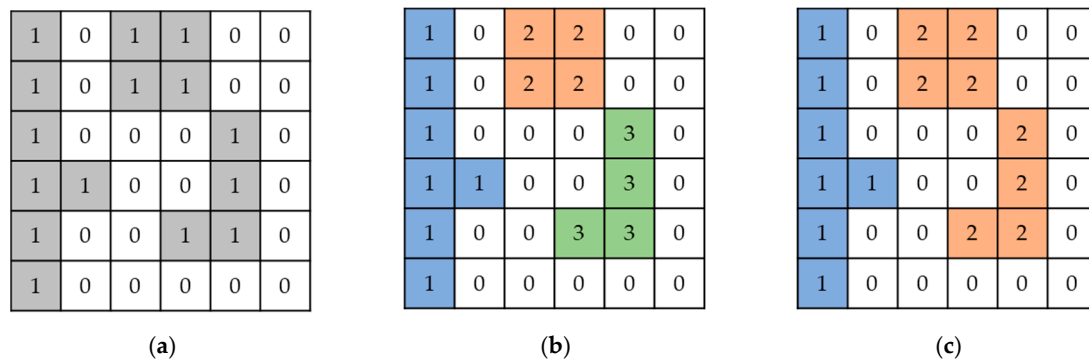 1 0 1 1 0 0 1 0 2 2 0 0 1 0 2 2 0 0
1 0 1 1 0 0 1 0 2 2 0 0 1 0 2 2 0 0
1 0 0 0 1 0 1 0 0 0 3 0 1 0 0 0 2 0
1 1 0 0 1 0 1 1 0 0 3 0 1 1 0 0 2 0
1 0 0 1 1 0 1 0 0 3 3 0 1 0 0 2 2 0
1 0 0 0 0 0 1 0 0 0 0 0 1 0 0 0 0 0
(a) (b) (c)